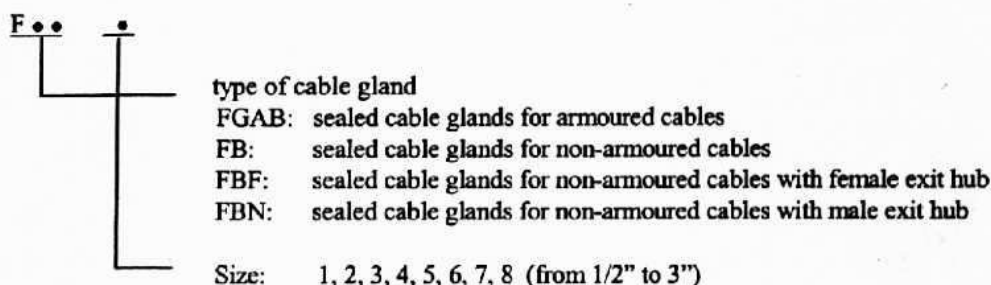 F • •   •
type of cable gland
FGAB: sealed cable glands for armoured cables
FB: sealed cable glands for non-armoured cables
FBF: sealed cable glands for non-armoured cables with female exit hub
FBN: sealed cable glands for non-armoured cables with male exit hub
Size: 1, 2, 3, 4, 5, 6, 7, 8 (from 1/2” to 3”)